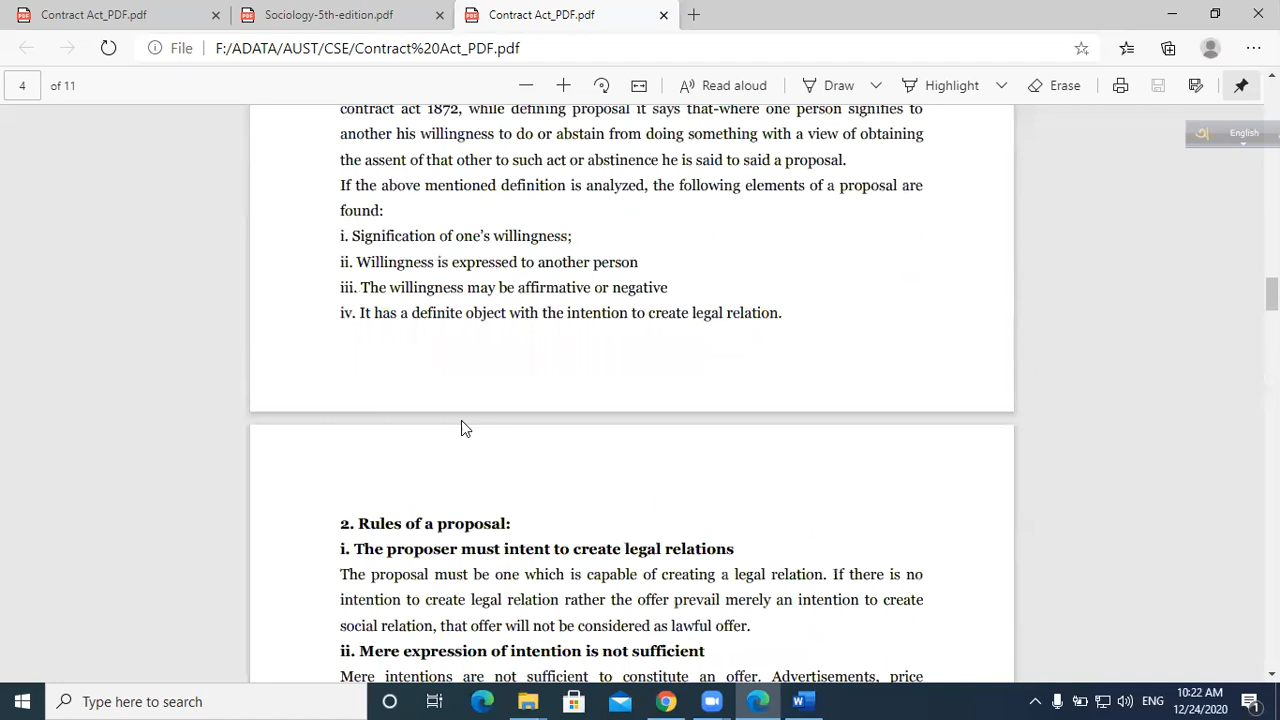 Contract Act_PDF.pdf
Sociology-5th-edition.pdf
Contract Act_PDF.pdf
File
F:/ADATA/AUST/CSE/Contract%20Act_PDF.pdf
4
of 11
Read aloud
Draw
Highlight
Erase
English
contract act 1872, while defining proposal it says that-where one person signifies to
another his willingness to do or abstain from doing something with a view of obtaining
the assent of that other to such act or abstinence he is said to said a proposal.
If the above mentioned definition is analyzed, the following elements of a proposal are
found:
i. Signification of one's willingness;
ii. Willingness is expressed to another person
iii. The willingness may be affirmative or negative
iv. It has a definite object with the intention to create legal relation.
2. Rules of a proposal:
i. The proposer must intent to create legal relations
The proposal must be one which is capable of creating a legal relation. If there is no
intention to create legal relation rather the offer prevail merely an intention to create
social relation, that offer will not be considered as lawful offer.
ii. Mere expression of intention is not sufficient
Mere intentions are not sufficient to constitute an offer. Advertisements, price
Type here to search
ENG
10:22 AM
12/24/2020
1